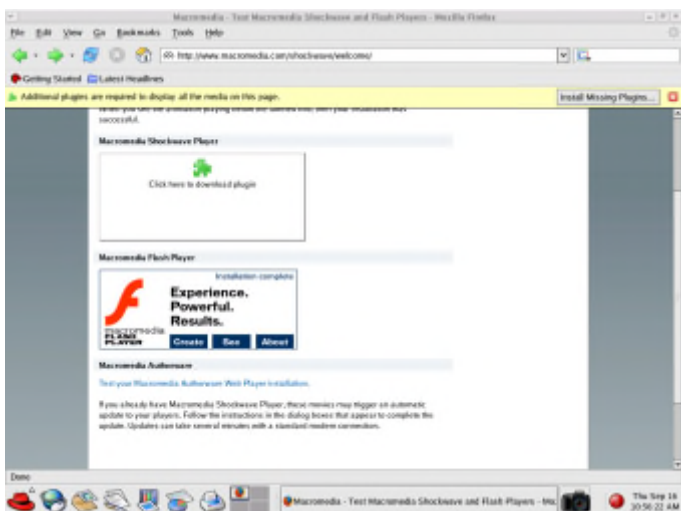 Macromedia - Test Macromedia Shockwave and Flash Players - Mozilla Firefox
File Edit View Go Bookmarks Tools Help
http://www.macromedia.com/shockwave/welcome/
Getting Started Latest Headlines
Additional plugins are required to display all the media on this page.
Install Missing Plugins...
successful.
Macromedia Shockwave Player
Click here to download plugin
Macromedia Flash Player
Installation complete
Experience.
Powerful.
Results.
macromedia
FLASH
PLAYER
Create See About
Macromedia Authorware
Test your Macromedia Authorware Web Player installation.
If you already have Macromedia Shockwave Player, these movies may trigger an automatic
update to your players. Follow the instructions in the dialog boxes that appear to complete the
update. Updates can take several minutes with a standard modem connection.
Done
Macromedia - Test Macromedia Shockwave and Flash Players - Moz
Thu Sep 16
10:56:22 AM